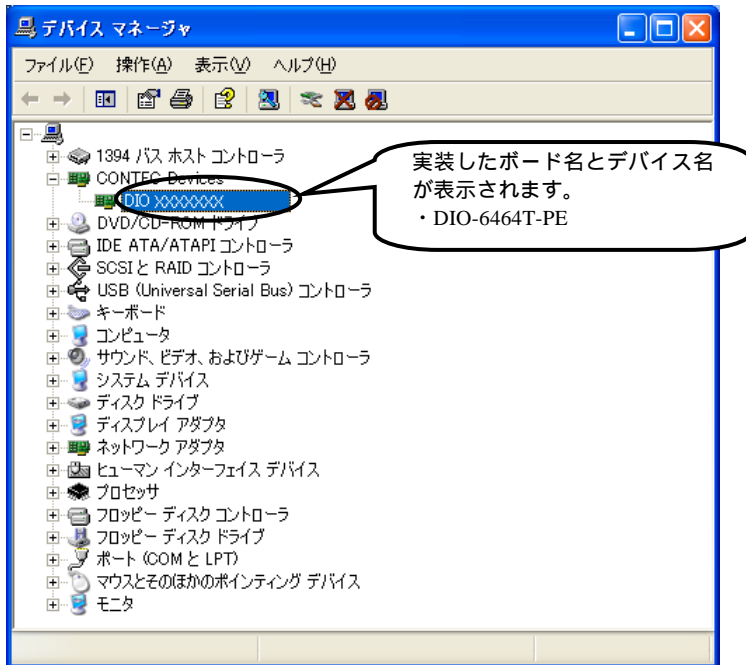 デバイス マネージャ
ファイル(F) 操作(A) 表示(V) ヘルプ(H)
1394 バス ホスト コントローラ
CONTEC Devices
DIO XXXXXXX
DVD/CD-ROM ドライブ
IDE ATA/ATAPI コントローラ
SCSI と RAID コントローラ
USB (Universal Serial Bus) コントローラ
キーボード
コンピュータ
サウンド、ビデオ、およびゲーム コントローラ
システム デバイス
ディスク ドライブ
ディスプレイ アダプタ
ネットワーク アダプタ
ヒューマン インターフェイス デバイス
プロセッサ
フロッピー ディスク コントローラ
フロッピー ディスク ドライブ
ポート (COM と LPT)
マウスとそのほかのポインティング デバイス
モニタ
実装したボード名とデバイス名
が表示されます。
・DIO-6464T-PE